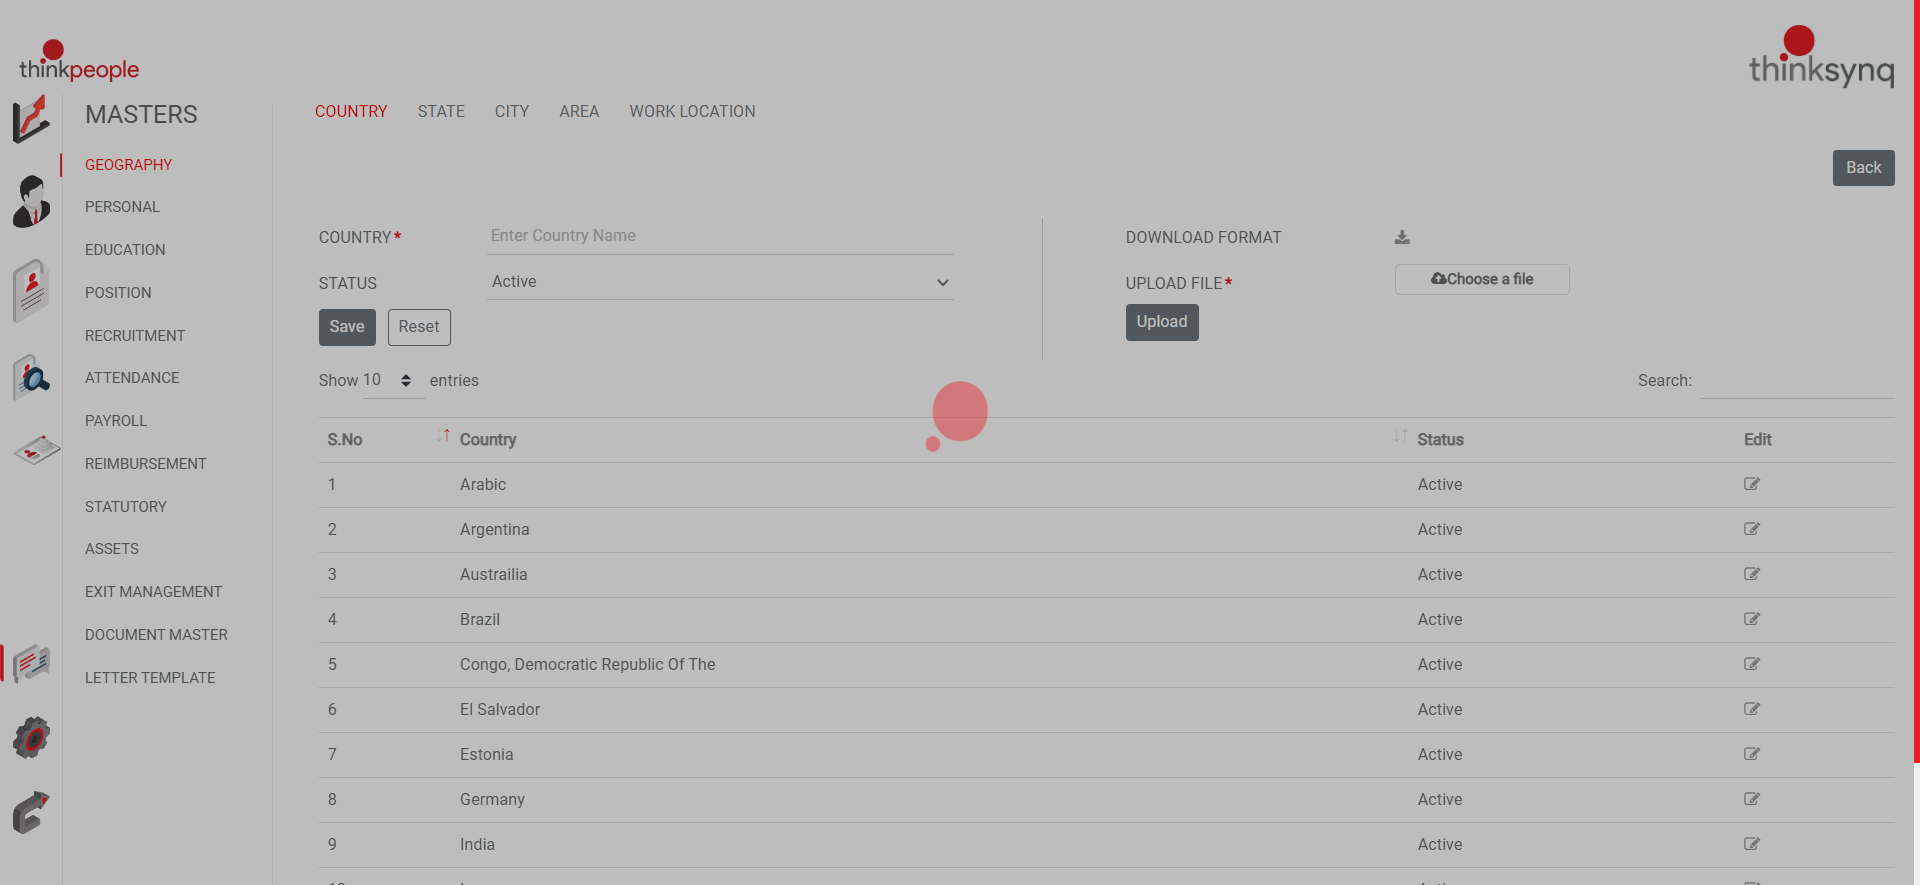 thinkpeople
thinksynq
MASTERS
COUNTRY STATE CITY AREA WORK LOCATION
GEOGRAPHY
Back
PERSONAL
COUNTRY* Enter Country Name DOWNLOAD FORMAT
EDUCATION
STATUS Active UPLOAD FILE* Choose a file
POSITION
Save Reset Upload
RECRUITMENT
ATTENDANCE
Show 10 entries Search:
PAYROLL
S.No Country Status Edit
REIMBURSEMENT
1 Arabic Active
STATUTORY
2 Argentina Active
ASSETS
3 Austrailia Active
EXIT MANAGEMENT
4 Brazil Active
DOCUMENT MASTER
5 Congo, Democratic Republic Of The Active
LETTER TEMPLATE
6 El Salvador Active
7 Estonia Active
8 Germany Active
9 India Active